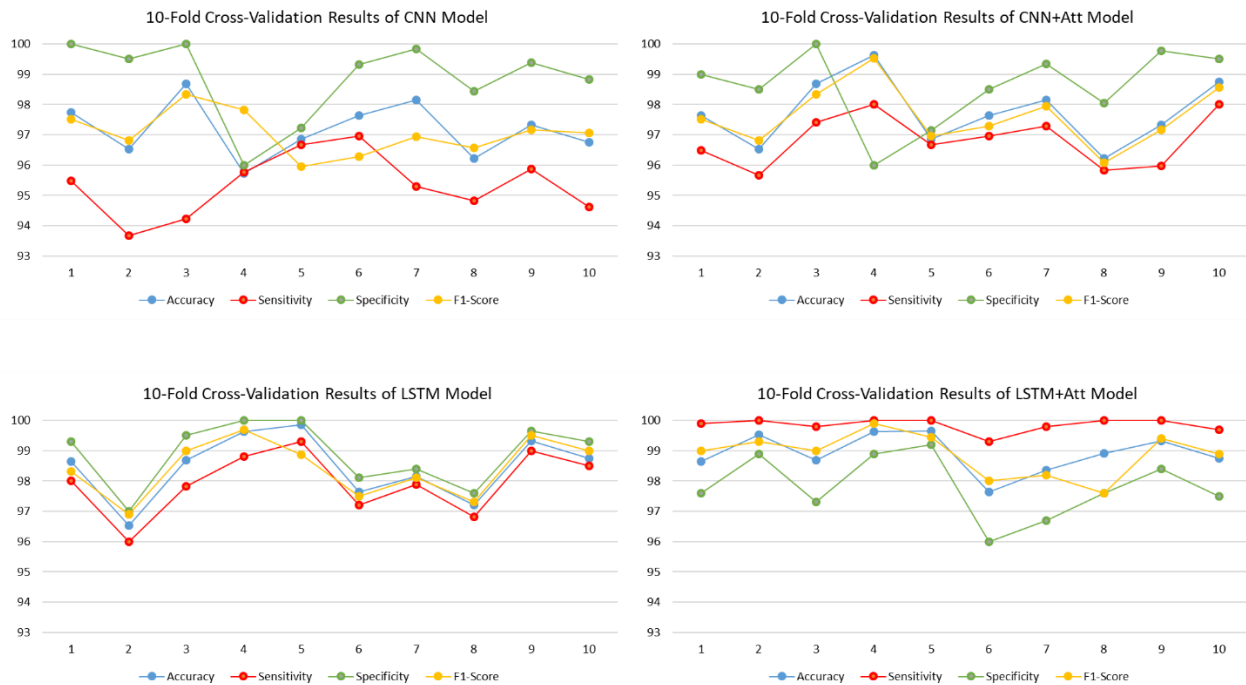 10-Fold Cross-Validation Results of CNN Model
100
99
98
97
96
95
94
93
1 2 3 4 5 6 7 8 9 10
Accuracy Sensitivity Specificity F1-Score
10-Fold Cross-Validation Results of CNN+Att Model
100
99
98
97
96
95
94
93
1 2 3 4 5 6 7 8 9 10
Accuracy Sensitivity Specificity F1-Score
10-Fold Cross-Validation Results of LSTM Model
100
99
98
97
96
95
94
93
1 2 3 4 5 6 7 8 9 10
Accuracy Sensitivity Specificity F1-Score
10-Fold Cross-Validation Results of LSTM+Att Model
100
99
98
97
96
95
94
93
1 2 3 4 5 6 7 8 9 10
Accuracy Sensitivity Specificity F1-Score